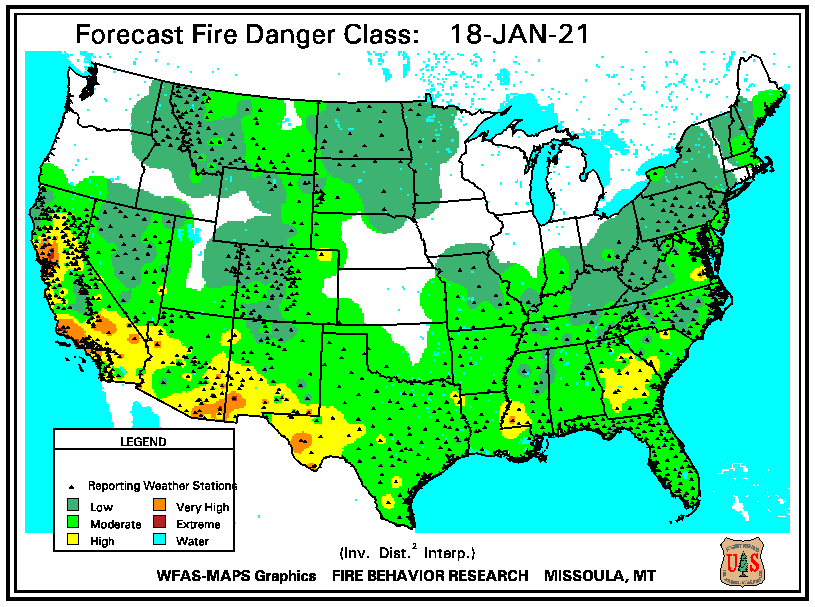 Forecast Fire Danger Class: 18-JAN-21
LEGEND
Reporting Weather Stations
Low
Very High
Moderate
Extreme
High
Water
(Inv. Dist.² Interp.)
WFAS-MAPS Graphics FIRE BEHAVIOR RESEARCH MISSOULA, MT
U S